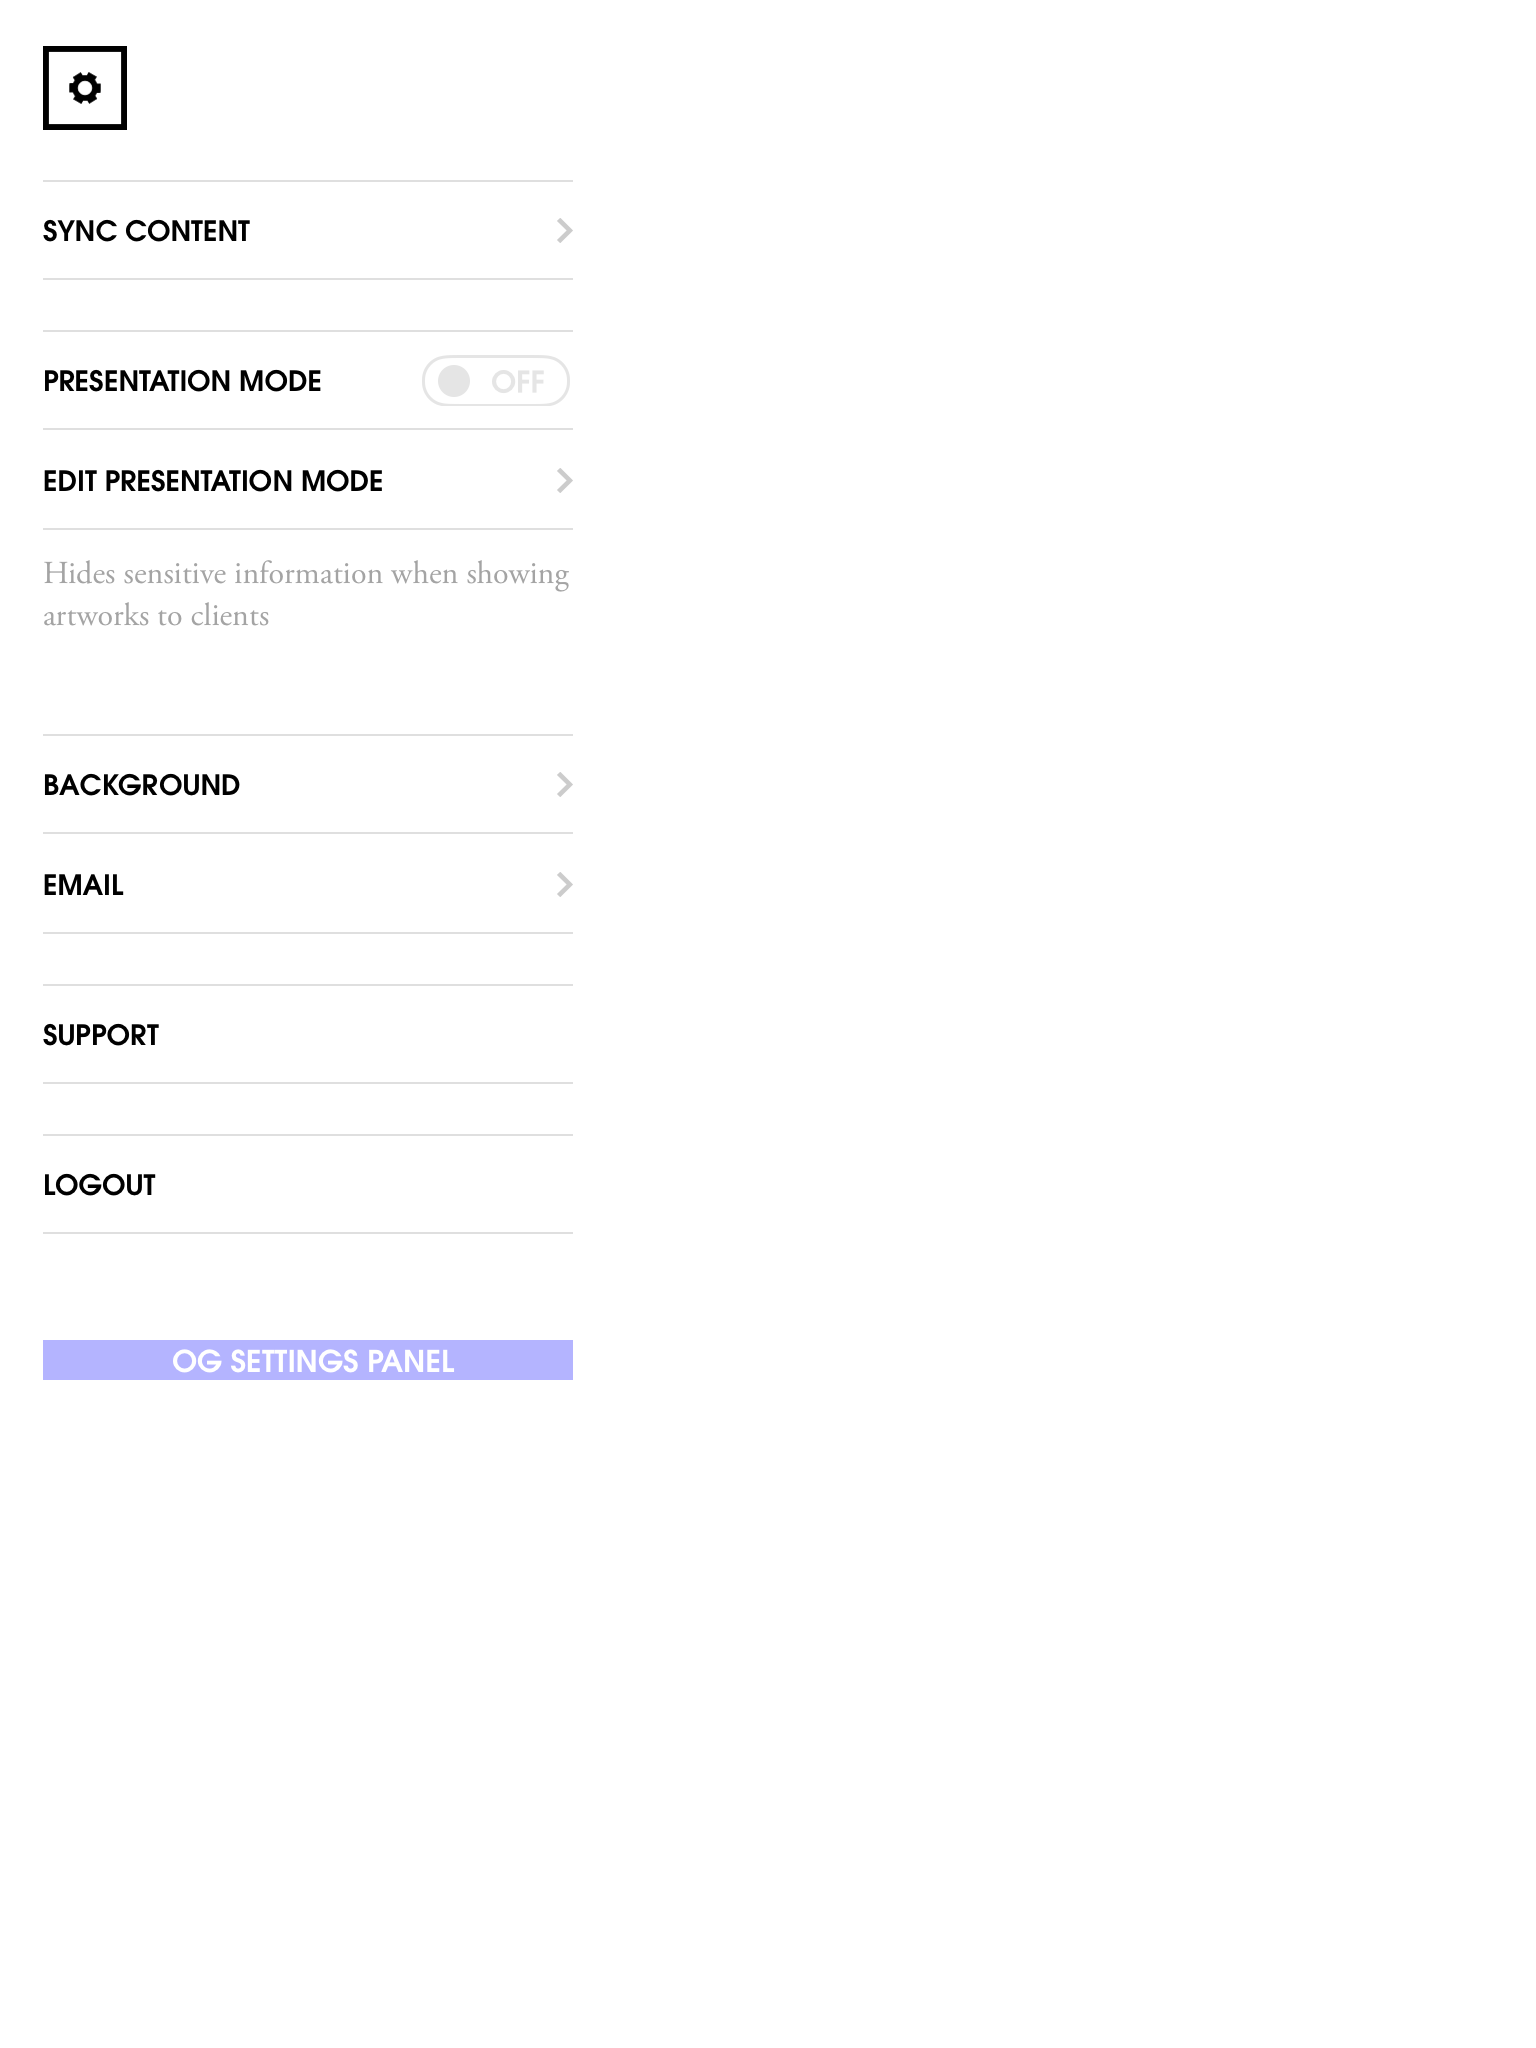 SYNC CONTENT
PRESENTATION MODE
OFF
EDIT PRESENTATION MODE
Hides sensitive information when showing
artworks to clients
BACKGROUND
EMAIL
SUPPORT
LOGOUT
OG SETTINGS PANEL